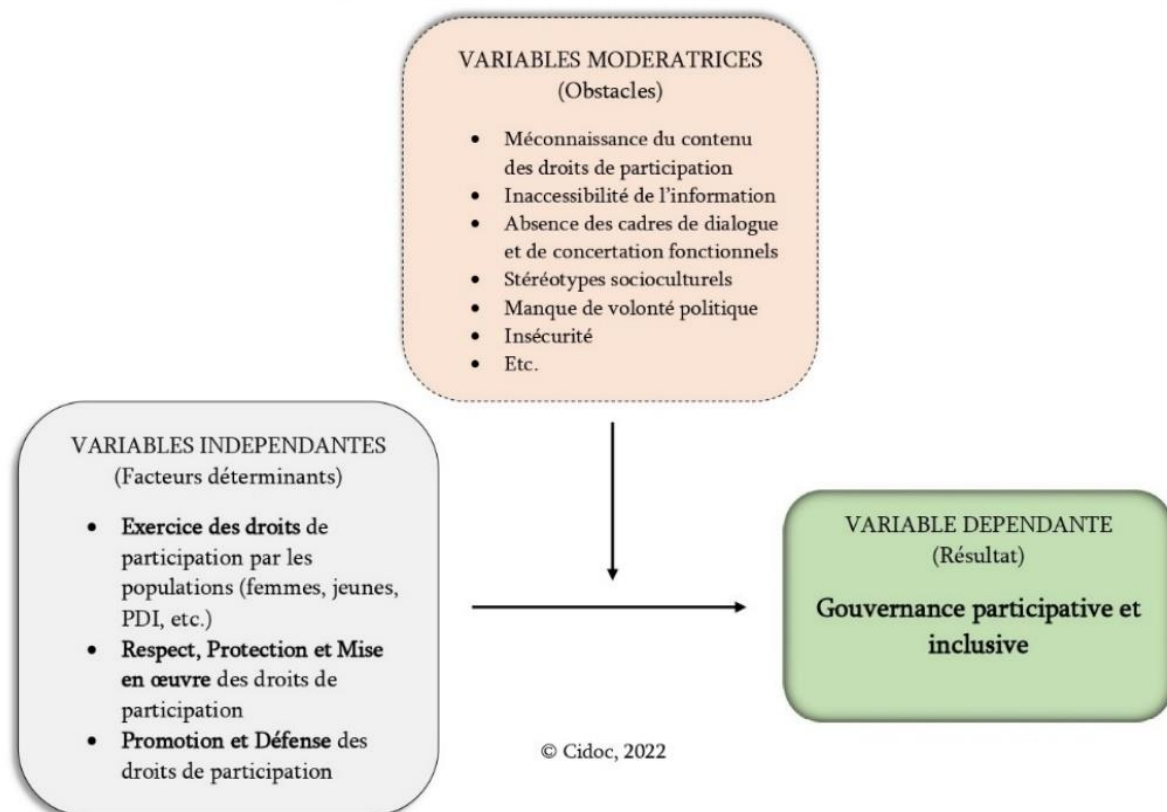 VARIABLES MODERATRICES
(Obstacles)
• Méconnaissance du contenu
des droits de participation
• Inaccessibilité de l'information
• Absence des cadres de dialogue
et de concertation fonctionnels
• Stéréotypes socioculturels
• Manque de volonté politique
• Insécurité
• Etc.
VARIABLES INDEPENDANTES
(Facteurs déterminants)
• Exercice des droits de
participation par les
populations (femmes, jeunes,
PDI, etc.)
• Respect, Protection et Mise
en œuvre des droits de
participation
• Promotion et Défense des
droits de participation
VARIABLE DEPENDANTE
(Résultat)
Gouvernance participative et
inclusive
© Cidoc, 2022